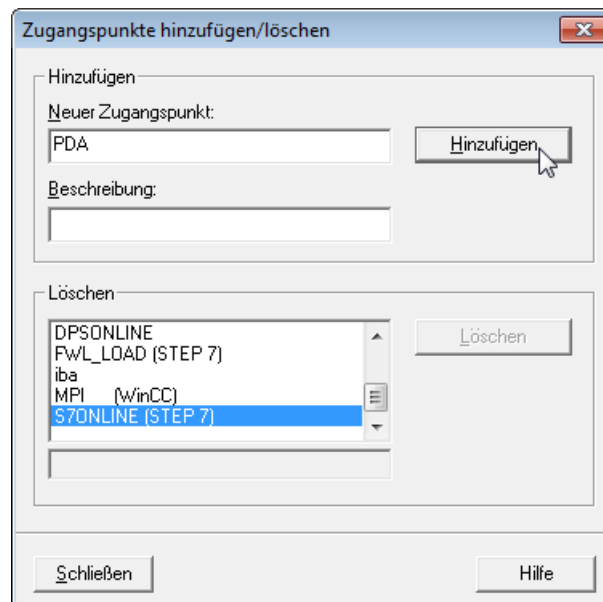 Zugangspunkte hinzufügen/löschen
Hinzufügen
Neuer Zugangspunkt:
PDA
Hinzufügen
Beschreibung:
Löschen
DPSONLINE
FWL_LOAD (STEP 7)
iba
MPI (WinCC)
S7ONLINE (STEP 7)
Löschen
Schließen
Hilfe